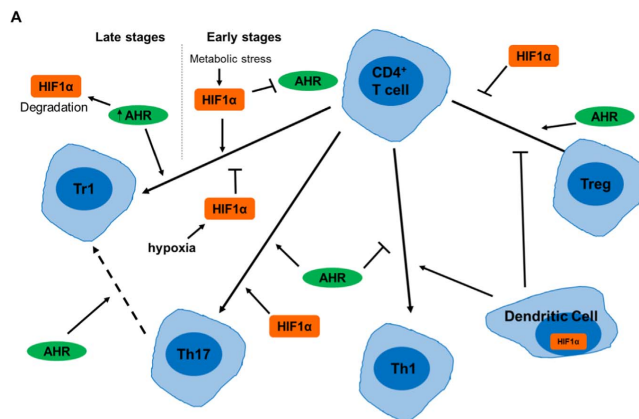 A
Late stages
Early stages
Metabolic stress
HIF1α
Degradation
AHR
HIF1α
AHR
CD4+
T cell
HIF1α
AHR
Tr1
Treg
HIF1α
hypoxia
AHR
Dendritic Cell
HIF1α
HIF1α
AHR
Th17
Th1